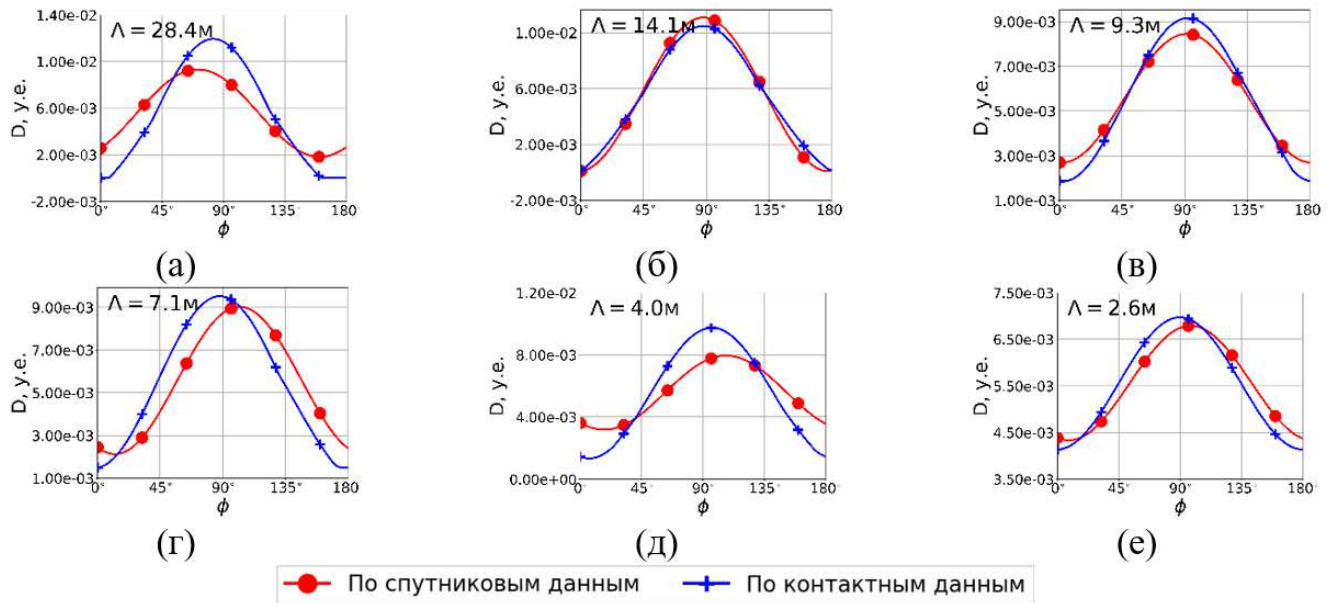 1.40e-02
Λ = 28.4м
1.00e-02
6.00e-03
2.00e-03
-2.00e-03
D, у.е.
0° 45° 90° 135° 180°
ϕ
(а)
Λ = 14.1м
1.00e-02
6.00e-03
2.00e-03
-2.00e-03
D, у.е.
0° 45° 90° 135° 180°
ϕ
(б)
9.00e-03
Λ = 9.3м
7.00e-03
5.00e-03
3.00e-03
1.00e-03
D, у.е.
0° 45° 90° 135° 180
ϕ
(в)
9.00e-03
Λ = 7.1м
7.00e-03
5.00e-03
3.00e-03
1.00e-03
D, у.е.
0° 45° 90° 135° 180
ϕ
(г)
1.20e-02
Λ = 4.0м
8.00e-03
4.00e-03
0.00e+00
D, у.е.
0° 45° 90° 135° 180°
ϕ
(д)
7.50e-03
Λ = 2.6м
6.50e-03
5.50e-03
4.50e-03
3.50e-03
D, у.е.
0° 45° 90° 135° 180°
ϕ
(е)
По спутниковым данным По контактным данным